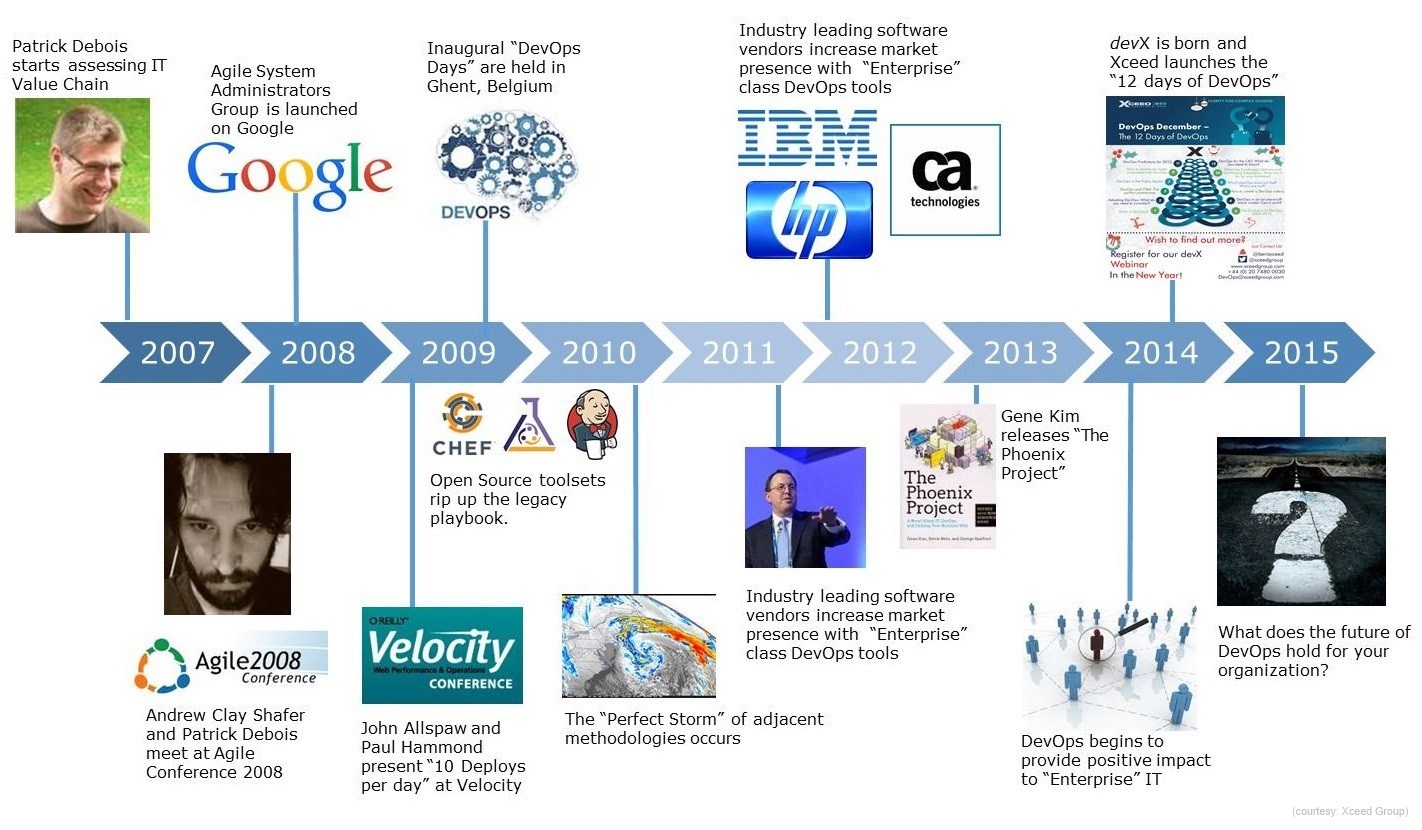 Patrick Debois
starts assessing IT
Value Chain
Agile System
Administrators
Group is launched
on Google
Google
Inaugural “DevOps
Days” are held in
Ghent, Belgium
DEVOPS
Industry leading software
vendors increase market
presence with “Enterprise”
class DevOps tools
IBM
hp
ca
technologies
devX is born and
Xceed launches the
“12 days of DevOps”
XCEED
DevOps December –
The 12 Days of DevOps
Wish to find out more?
Register for our devX
Webinar
In the New Year!
2007
2008
2009
2010
2011
2012
2013
2014
2015
CHEF
Open Source toolsets
rip up the legacy
playbook.
The
Phoenix
Project
Gene Kim
releases “The
Phoenix
Project”
Agile2008
Conference
Andrew Clay Shafer
and Patrick Debois
meet at Agile
Conference 2008
O'REILLY
Velocity
Web Performance & Operations
CONFERENCE
John Allspaw and
Paul Hammond
present “10 Deploys
per day” at Velocity
The “Perfect Storm” of adjacent
methodologies occurs
Industry leading software
vendors increase market
presence with “Enterprise”
class DevOps tools
DevOps begins to
provide positive impact
to “Enterprise” IT
?
What does the future of
DevOps hold for your
organization?
(courtesy: Xceed Group)